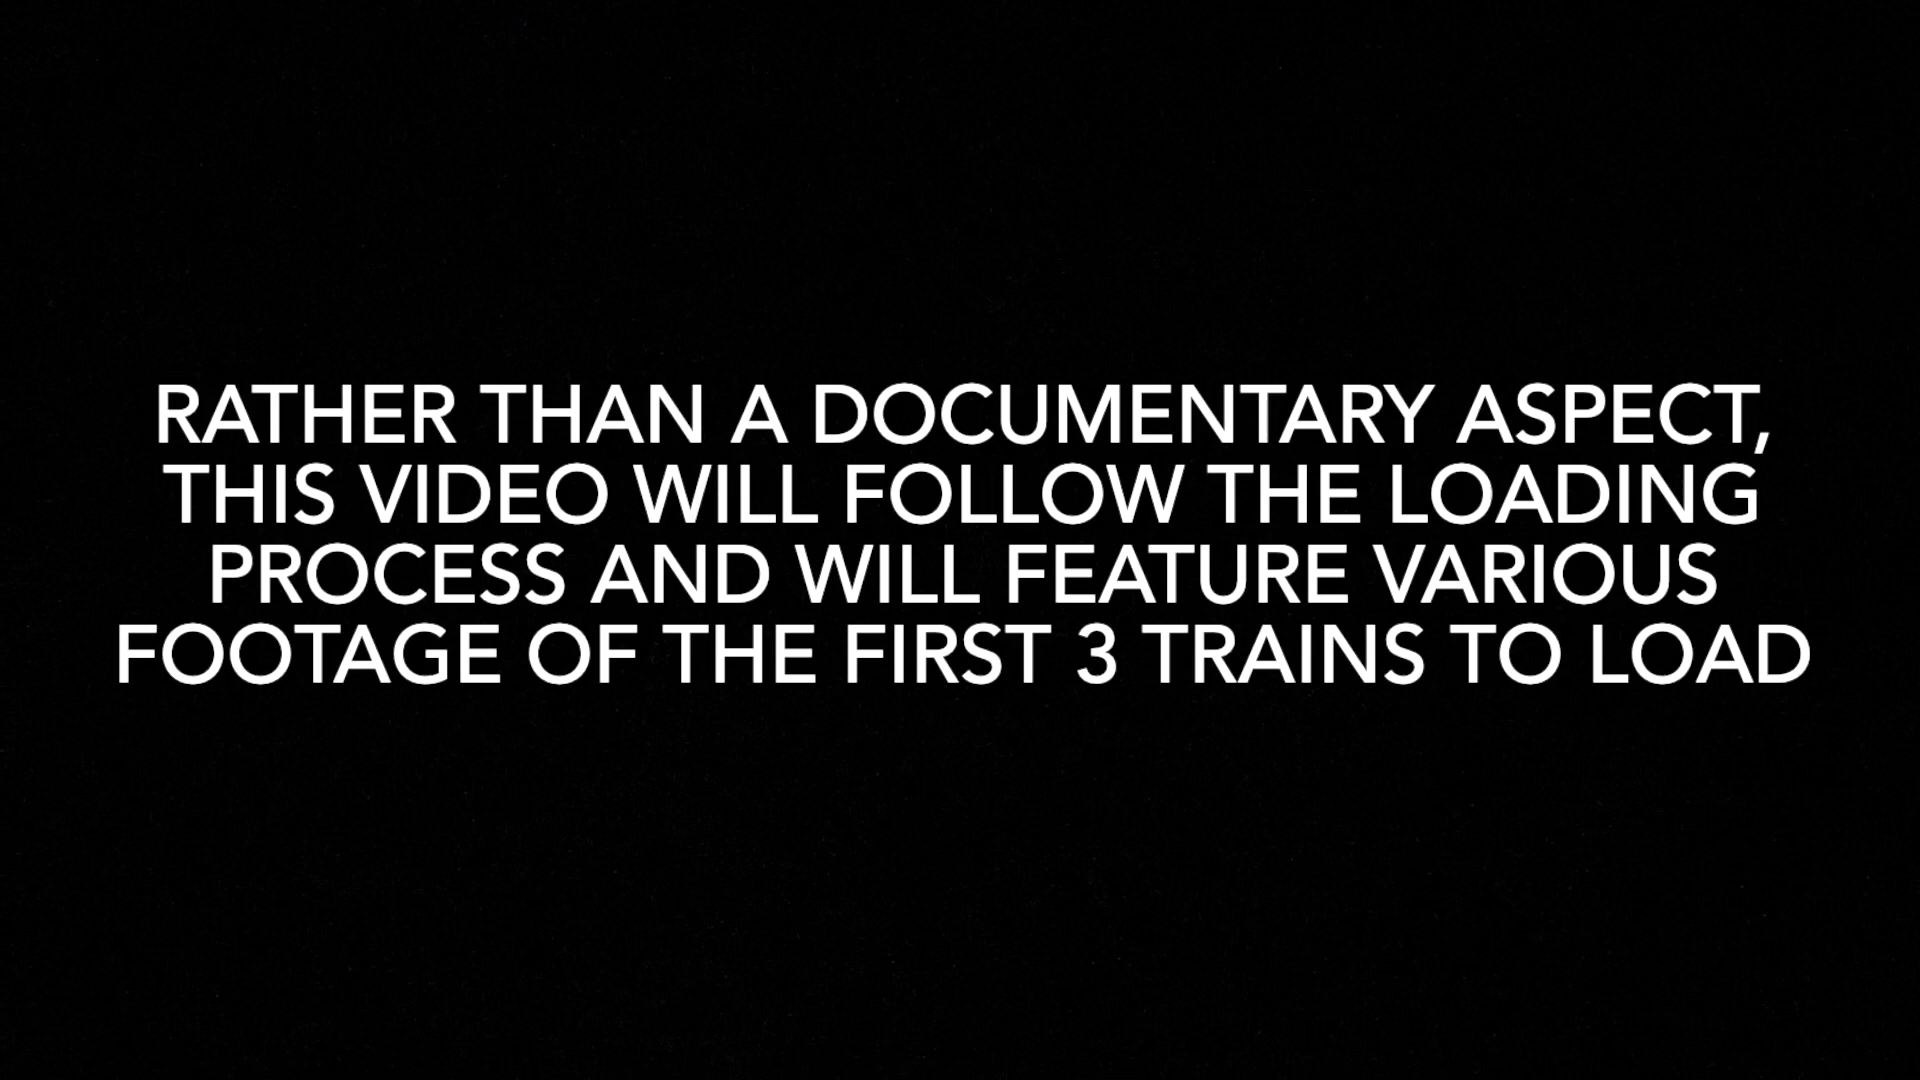 RATHER THAN A DOCUMENTARY ASPECT,
THIS VIDEO WILL FOLLOW THE LOADING
PROCESS AND WILL FEATURE VARIOUS
FOOTAGE OF THE FIRST 3 TRAINS TO LOAD